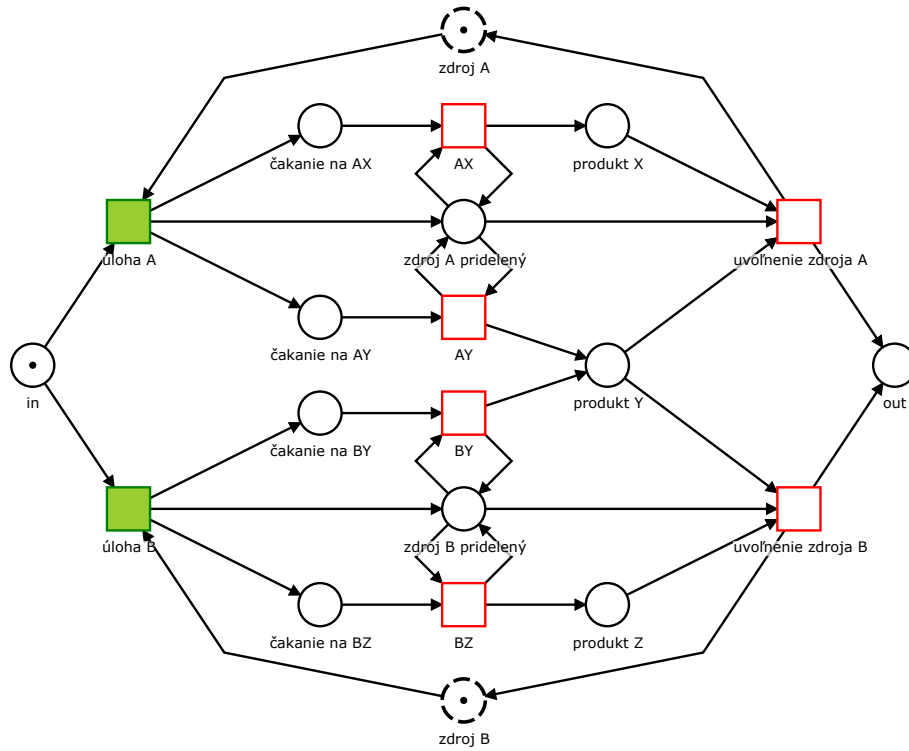 zdroj A
čakanie na AX
AX
produkt X
úloha A
zdroj A pridelený
uvoľnenie zdroja A
čakanie na AY
AY
in
produkt Y
out
čakanie na BY
BY
úloha B
zdroj B pridelený
uvoľnenie zdroja B
čakanie na BZ
BZ
produkt Z
zdroj B